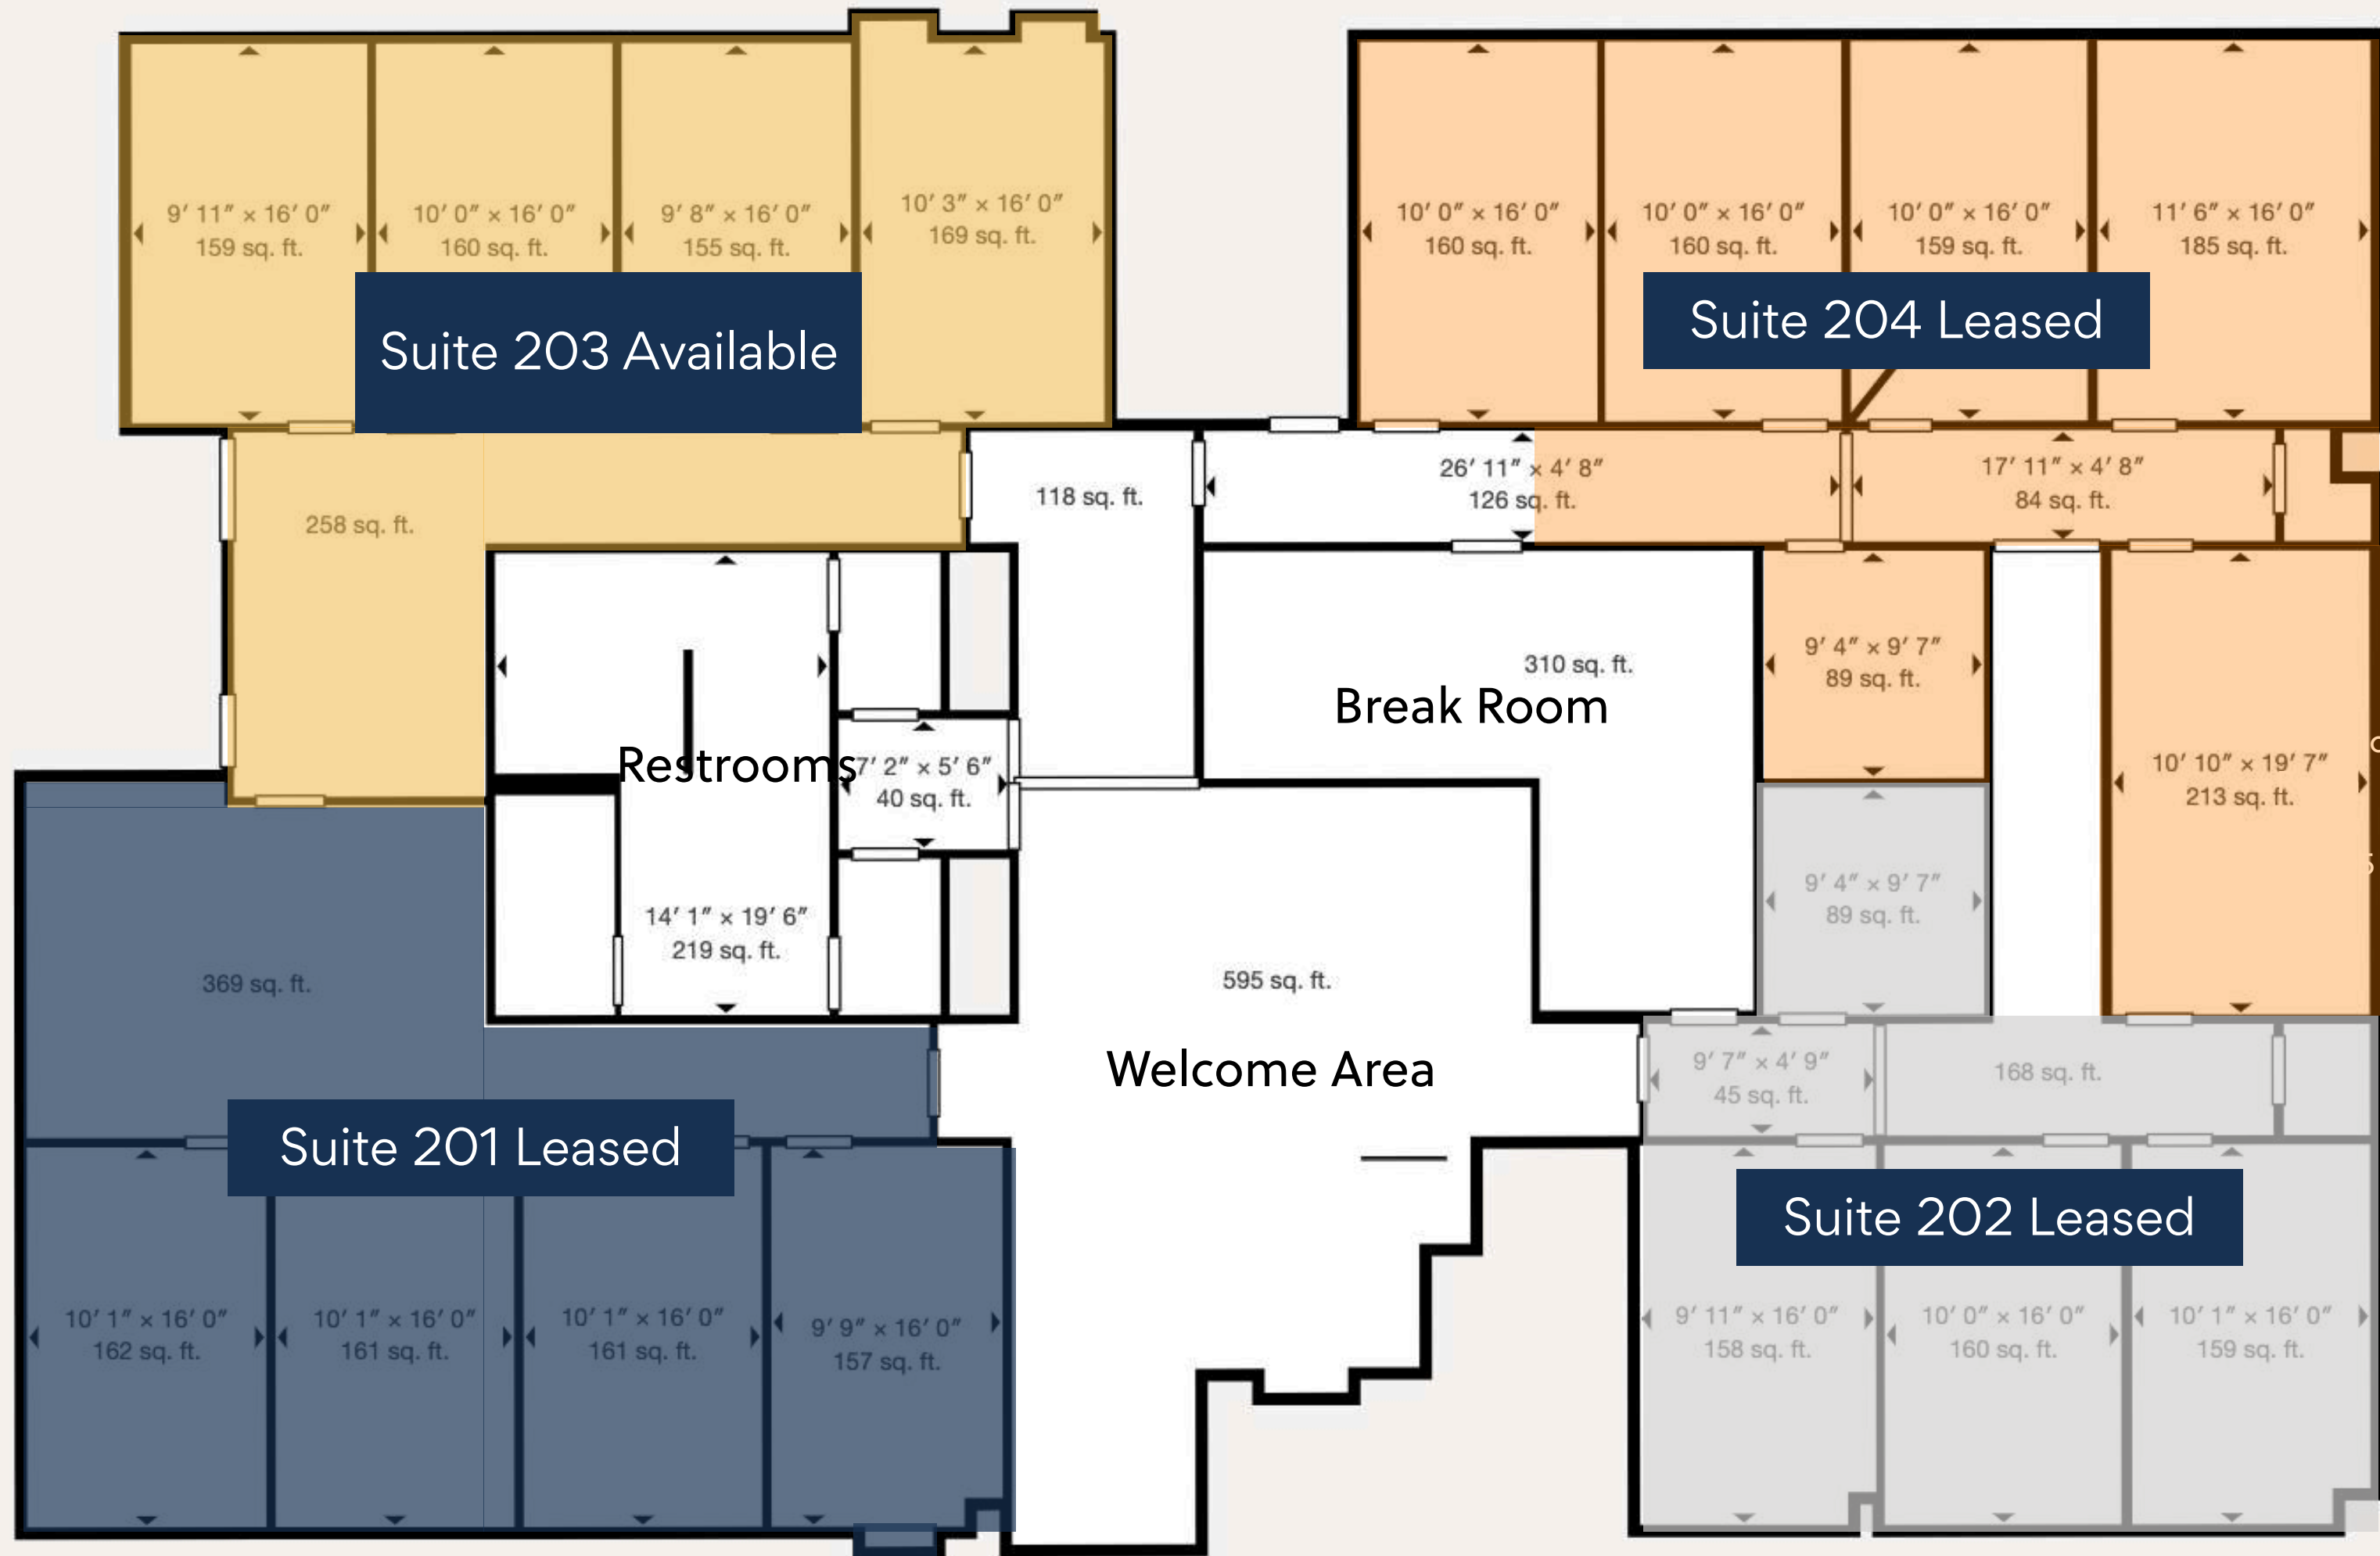 9' 11" × 16' 0"
159 sq. ft.
10' 0" × 16' 0"
160 sq. ft.
9' 8" × 16' 0"
155 sq. ft.
10' 3" × 16' 0"
169 sq. ft.
Suite 203 Available
258 sq. ft.
10' 0" × 16' 0"
160 sq. ft.
10' 0" × 16' 0"
160 sq. ft.
10' 0" × 16' 0"
159 sq. ft.
11' 6" × 16' 0"
185 sq. ft.
Suite 204 Leased
118 sq. ft.
26' 11" × 4' 8"
126 sq. ft.
17' 11" × 4' 8"
84 sq. ft.
310 sq. ft.
Break Room
9' 4" × 9' 7"
89 sq. ft.
10' 10" × 19' 7"
213 sq. ft.
Restrooms
7' 2" × 5' 6"
40 sq. ft.
14' 1" × 19' 6"
219 sq. ft.
9' 4" × 9' 7"
89 sq. ft.
369 sq. ft.
595 sq. ft.
Welcome Area
9' 7" × 4' 9"
45 sq. ft.
168 sq. ft.
Suite 201 Leased
Suite 202 Leased
10' 1" × 16' 0"
162 sq. ft.
10' 1" × 16' 0"
161 sq. ft.
10' 1" × 16' 0"
161 sq. ft.
9' 9" × 16' 0"
157 sq. ft.
9' 11" × 16' 0"
158 sq. ft.
10' 0" × 16' 0"
160 sq. ft.
10' 1" × 16' 0"
159 sq. ft.